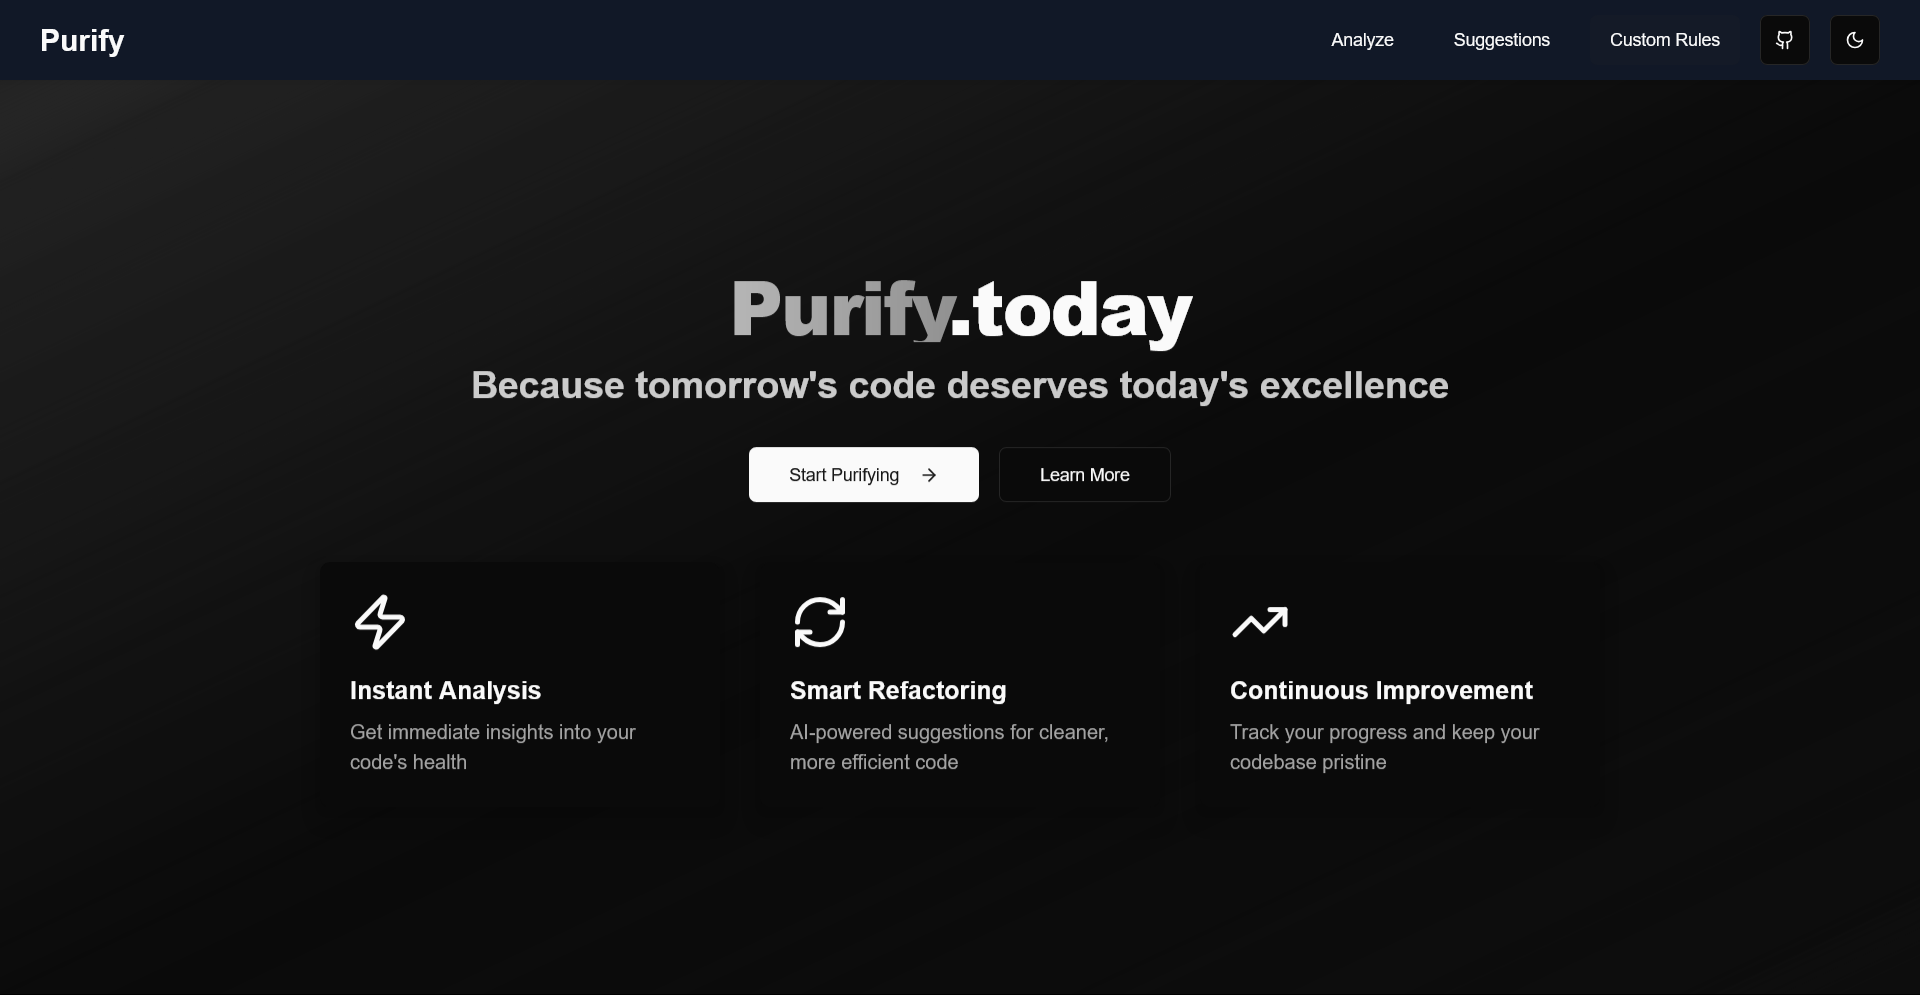 Purify
Analyze
Suggestions
Custom Rules
Purify.today
Because tomorrow's code deserves today's excellence
Start Purifying
Learn More
Instant Analysis
Get immediate insights into your
code's health
Smart Refactoring
AI-powered suggestions for cleaner,
more efficient code
Continuous Improvement
Track your progress and keep your
codebase pristine